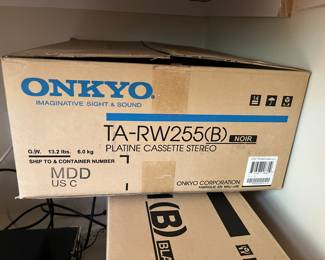 ONKYO
IMAGINATIVE SIGHT & SOUND
TA-RW255(B) NOIR
PLATINE CASSETTE STEREO
G.W. 13.2 lbs. 6.0 kg
SHIP TO & CONTAINER NUMBER
MDD
US C
ONKYO CORPORATION
(B)